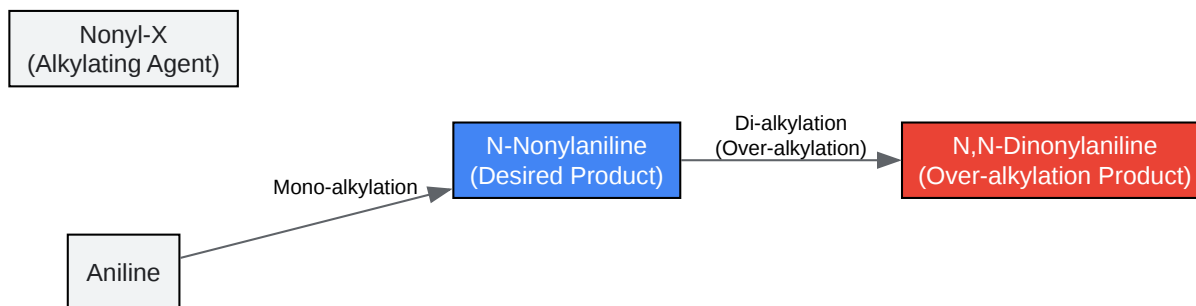 Nonyl-X
(Alkylating Agent)
Di-alkylation
(Over-alkylation)
N-Nonylaniline
(Desired Product)
N,N-Dinonylaniline
(Over-alkylation Product)
Mono-alkylation
Aniline